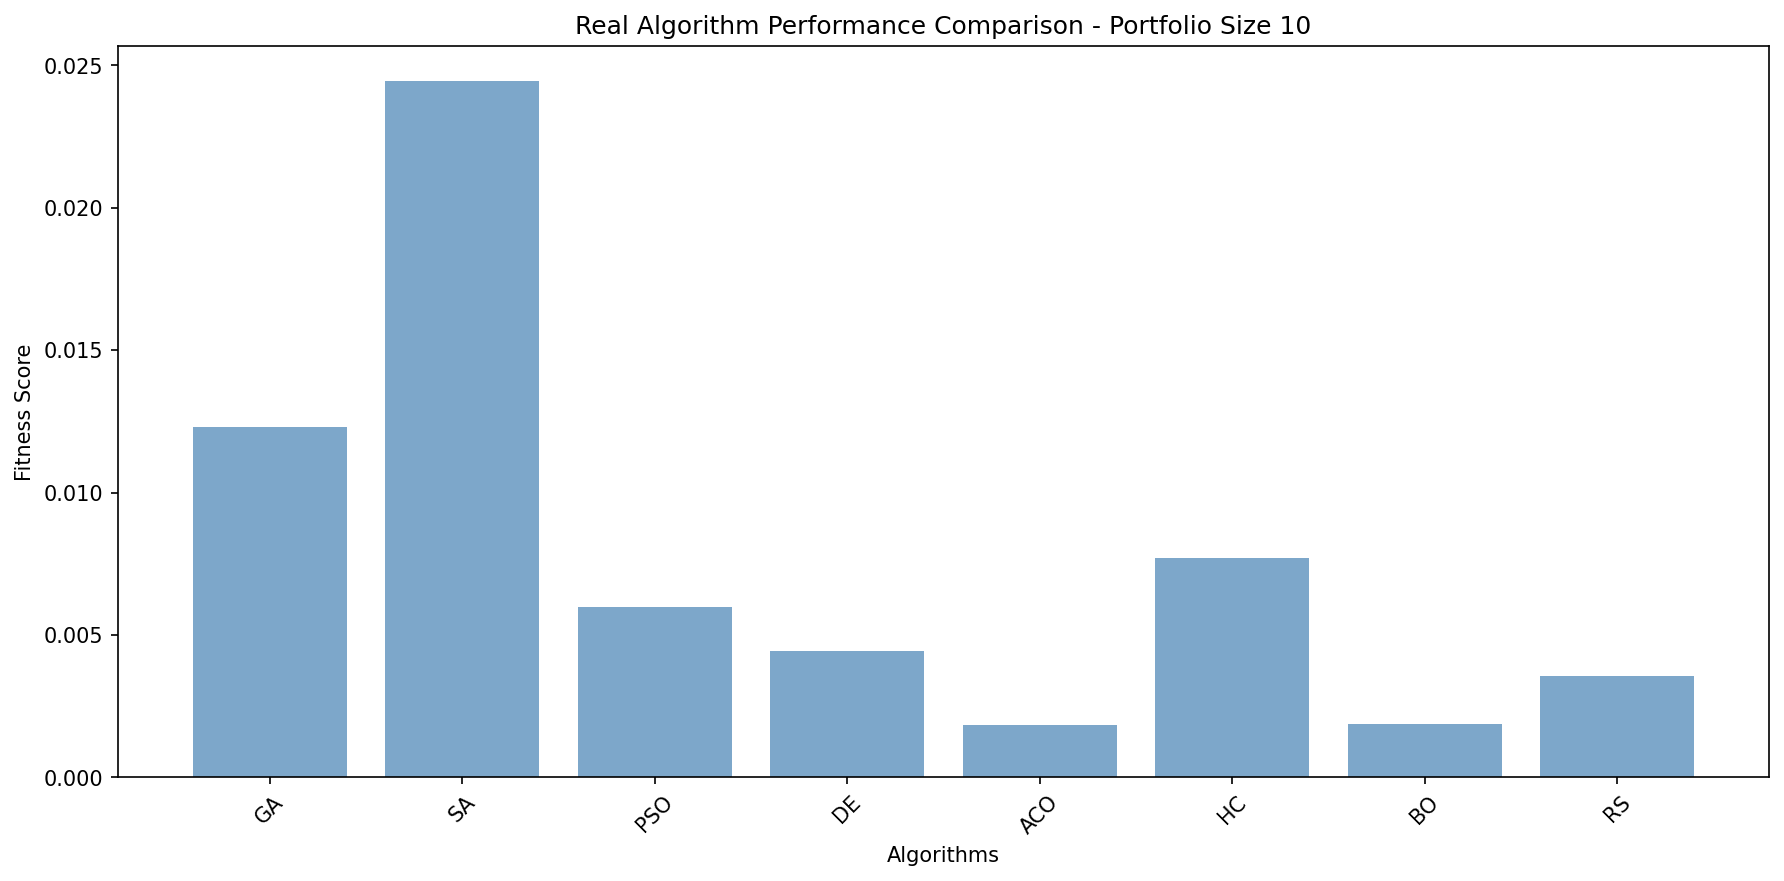 Real Algorithm Performance Comparison - Portfolio Size 10
0.025
0.020
0.015
0.010
0.005
0.000
Fitness Score
GA
SA
PSO
DE
ACO
HC
BO
RS
Algorithms